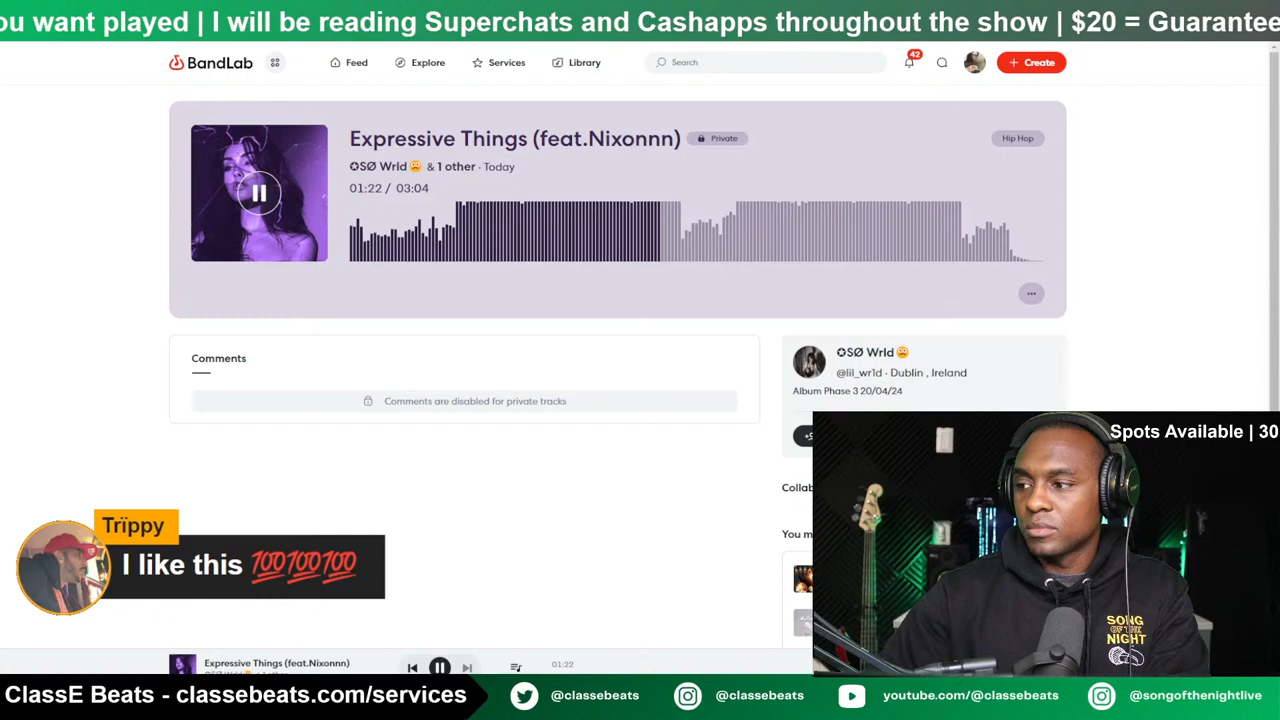 ou want played | I will be reading Superchats and Cashapps throughout the show | $20 = Guarantee
BandLab
Feed
Explore
Services
Library
Search
42
Create
Expressive Things (feat.Nixonnn)
Private
Hip Hop
✪SØ Wrld 😩 & 1 other · Today
01:22 / 03:04
Comments
Comments are disabled for private tracks
✪SØ Wrld 😩
@lil_wr1d · Dublin , Ireland
Album Phase 3 20/04/24
Spots Available | 30
Collab
You m
Trïppy
I like this 💯💯💯
SONG
OF THE
NIGHT
Expressive Things (feat.Nixonnn)
01:22
ClassE Beats - classebeats.com/services
@classebeats
@classebeats
youtube.com/@classebeats
@songofthenightlive